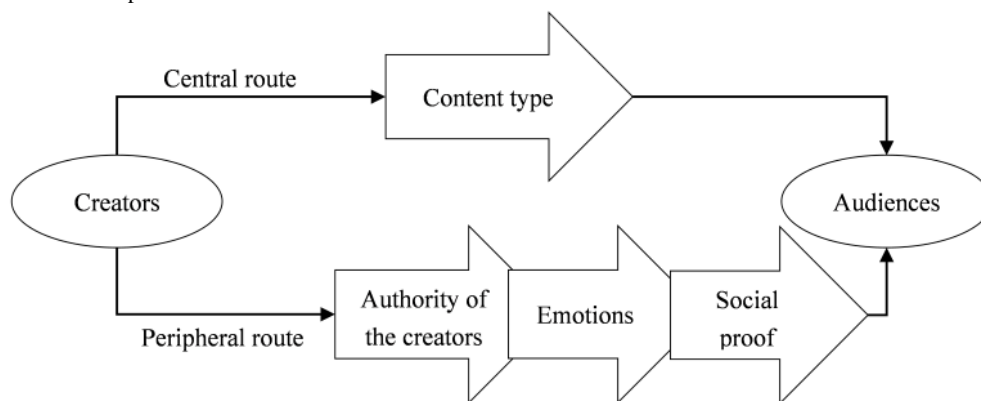 Central route
Content type
Creators
Audiences
Authority of
the creators
Emotions
Social
proof
Peripheral route